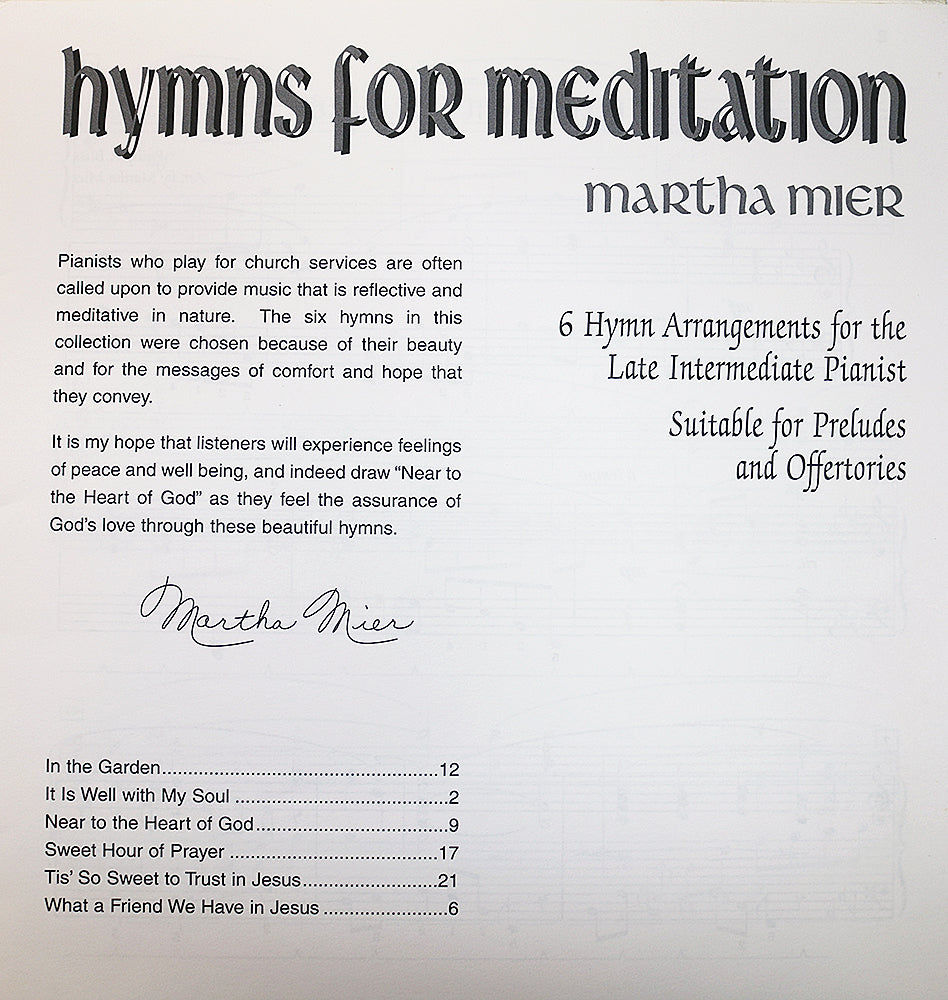 hymns for meditation
martha mier
Pianists who play for church services are often
called upon to provide music that is reflective and
meditative in nature. The six hymns in this
collection were chosen because of their beauty
and for the messages of comfort and hope that
they convey.
It is my hope that listeners will experience feelings
of peace and well being, and indeed draw “Near to
the Heart of God” as they feel the assurance of
God’s love through these beautiful hymns.
Martha Mier
6 Hymn Arrangements for the
Late Intermediate Pianist
Suitable for Preludes
and Offertories
In the Garden.....................................................12
It Is Well with My Soul .........................................2
Near to the Heart of God.....................................9
Sweet Hour of Prayer ........................................17
Tis’ So Sweet to Trust in Jesus..........................21
What a Friend We Have in Jesus ........................6